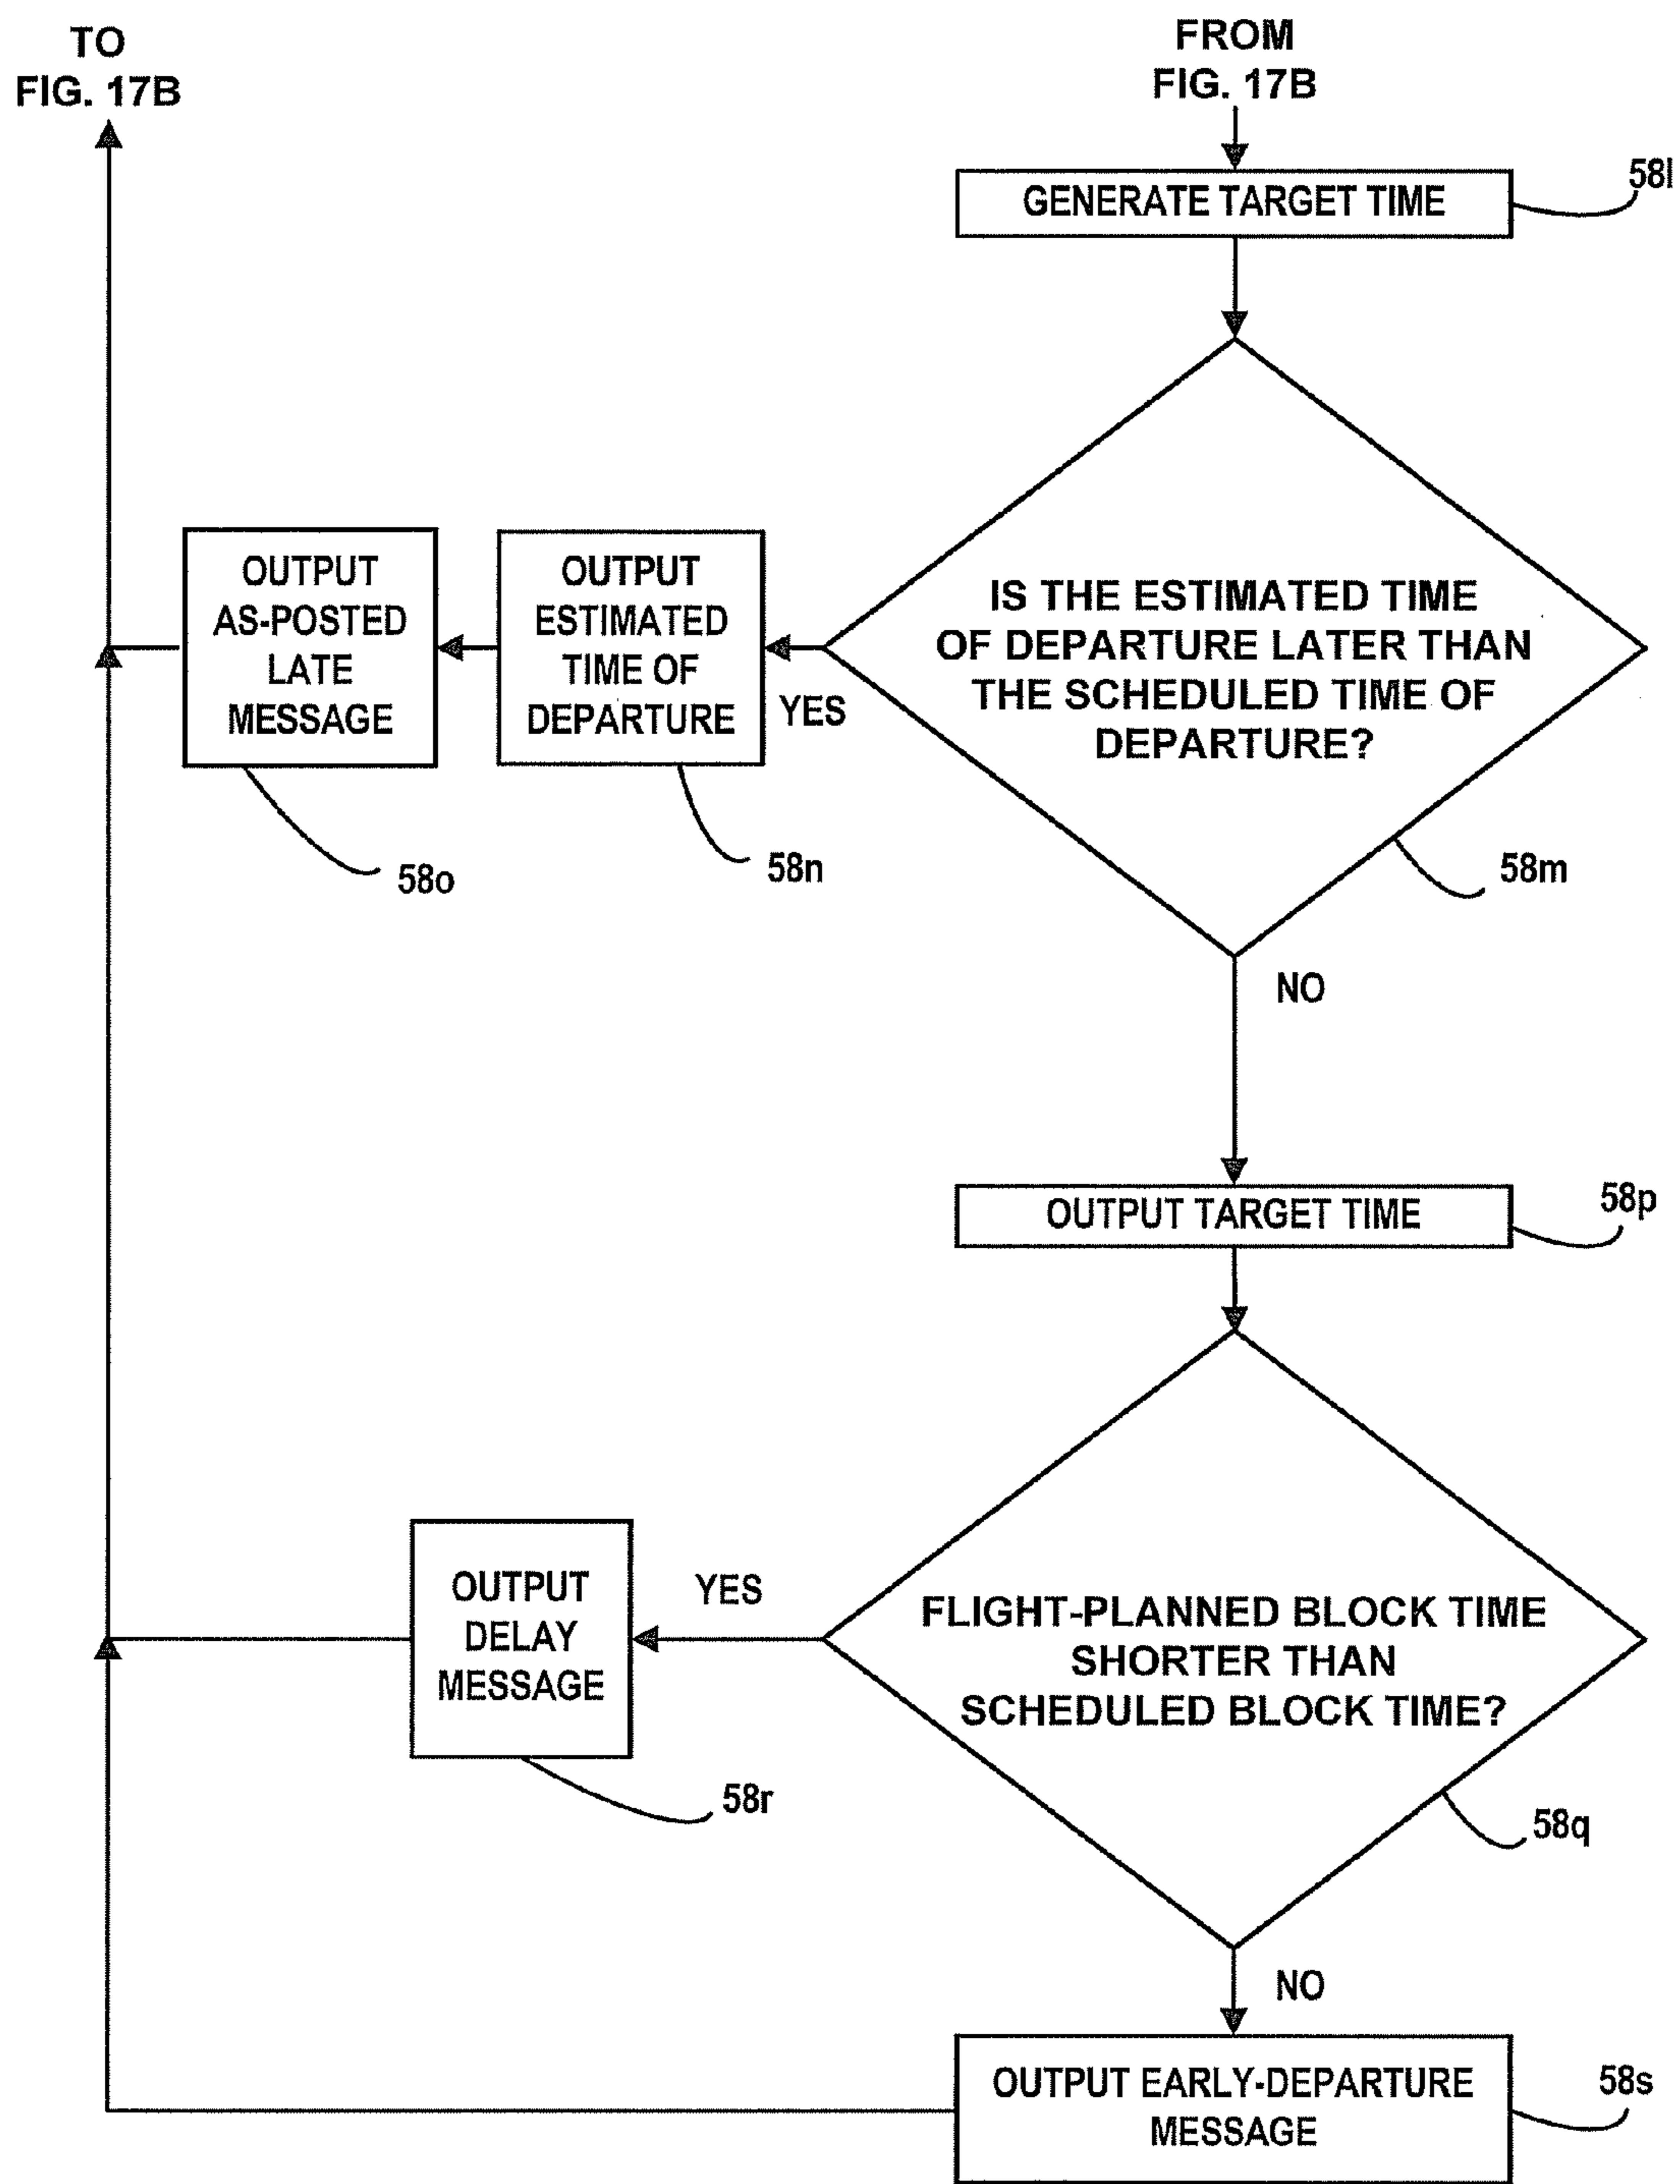 TO
FIG. 17B
FROM
FIG. 17B
GENERATE TARGET TIME
58l
IS THE ESTIMATED TIME
OF DEPARTURE LATER THAN
THE SCHEDULED TIME OF
DEPARTURE?
58m
YES
OUTPUT
ESTIMATED
TIME OF
DEPARTURE
58n
OUTPUT
AS-POSTED
LATE
MESSAGE
58o
NO
OUTPUT TARGET TIME
58p
FLIGHT-PLANNED BLOCK TIME
SHORTER THAN
SCHEDULED BLOCK TIME?
58q
YES
OUTPUT
DELAY
MESSAGE
58r
NO
OUTPUT EARLY-DEPARTURE
MESSAGE
58s